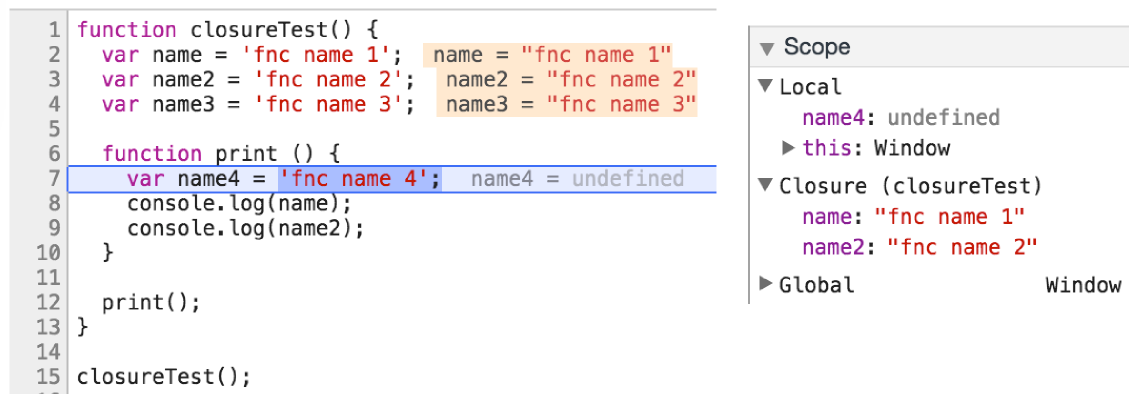 1 function closureTest() {
2 var name = 'fnc name 1'; name = "fnc name 1"
3 var name2 = 'fnc name 2'; name2 = "fnc name 2"
4 var name3 = 'fnc name 3'; name3 = "fnc name 3"
5
6 function print () {
7 var name4 = 'fnc name 4'; name4 = undefined
8 console.log(name);
9 console.log(name2);
10 }
11
12 print();
13 }
14
15 closureTest();
Scope
Local
name4: undefined
this: Window
Closure (closureTest)
name: "fnc name 1"
name2: "fnc name 2"
Global Window